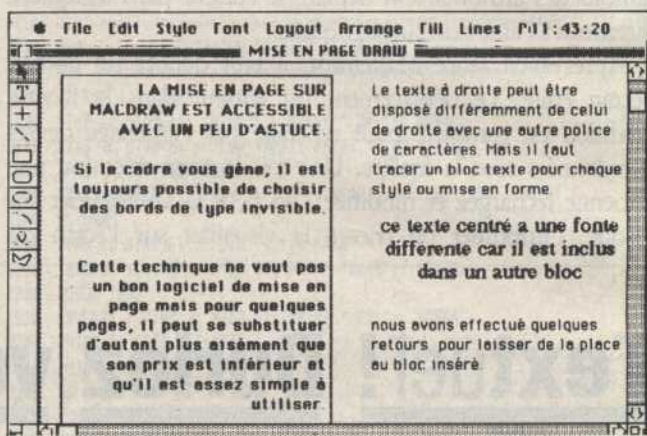 File Edit Style Font Layout Arrange Fill Lines P 11:43:20
MISE EN PAGE DRAW
T
LA MISE EN PAGE SUR
MACDRAW EST ACCESSIBLE
AVEC UN PEU D'ASTUCE.
Si le cadre vous gêne, il est
toujours possible de choisir
des bords de type invisible.
Cette technique ne vaut pas
un bon logiciel de mise en
page mais pour quelques
pages, il peut se substituer
d'autant plus aisèment que
son prix est inférieur et
qu'il est assez simple à
utiliser.
Le texte à droite peut être
disposé différemment de celui
de droite avec une autre police
de caractères. Mais il faut
tracer un bloc texte pour chaque
style ou mise en forme.
ce texte centré a une fonte
différente car il est inclus
dans un autre bloc
nous avons effectué quelques
retours pour laisser de la place
au bloc inséré.